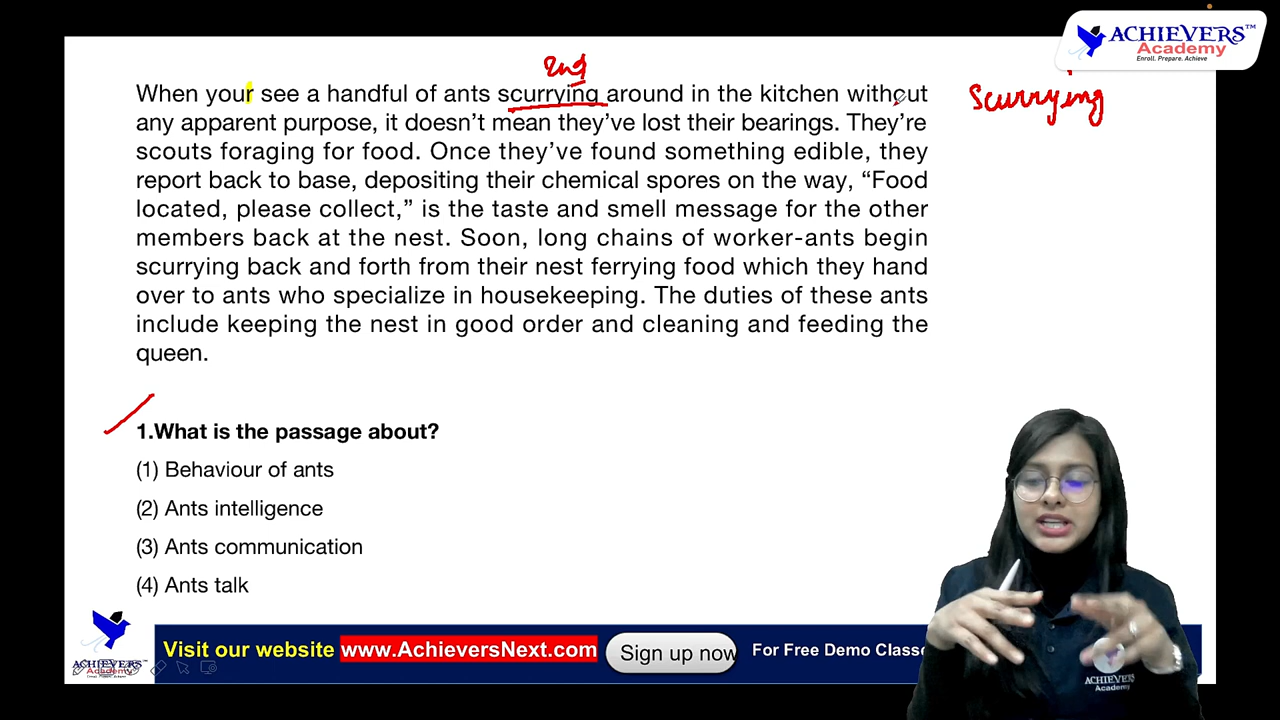 ACHIEVERS™
Academy
Enroll. Prepare. Achieve
2nd
Scurrying
When your see a handful of ants scurrying around in the kitchen without
any apparent purpose, it doesn't mean they've lost their bearings. They're
scouts foraging for food. Once they've found something edible, they
report back to base, depositing their chemical spores on the way, “Food
located, please collect,” is the taste and smell message for the other
members back at the nest. Soon, long chains of worker-ants begin
scurrying back and forth from their nest ferrying food which they hand
over to ants who specialize in housekeeping. The duties of these ants
include keeping the nest in good order and cleaning and feeding the
queen.
1.What is the passage about?
(1) Behaviour of ants
(2) Ants intelligence
(3) Ants communication
(4) Ants talk
ACHIEVERS
Academy
Visit our website www.AchieversNext.com Sign up now For Free Demo Classe
ACHIEVERS
Academy